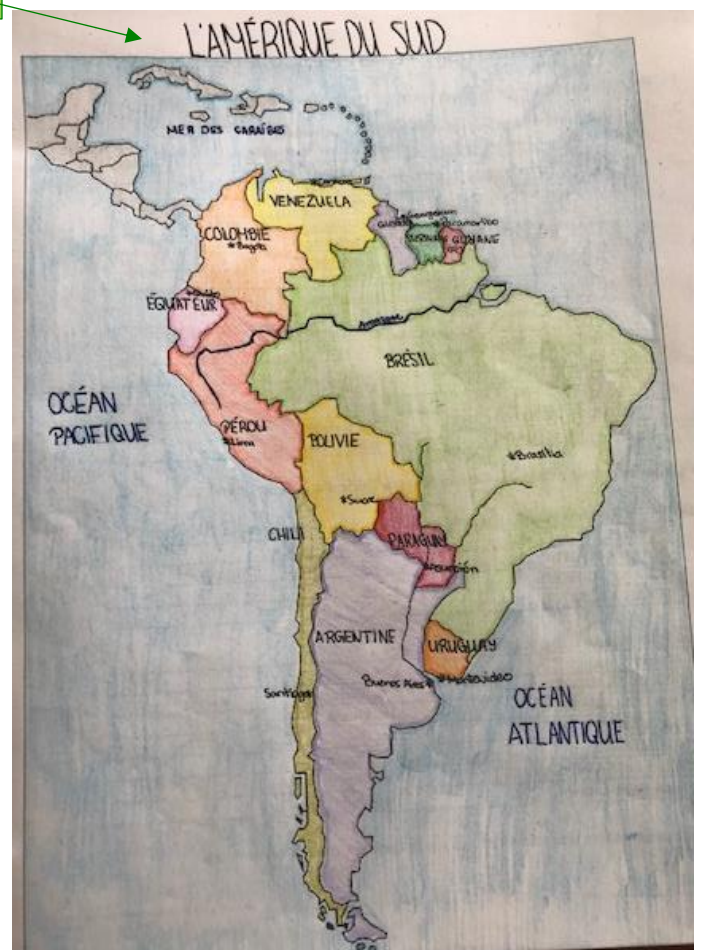 L'AMÉRIQUE DU SUD
MER DES CARAÏBES
VENEZUELA
COLOMBIE
*Bogota
ÉQUATEUR
GUYANE
Amazone
BRÉSIL
OCÉAN
PACIFIQUE
PÉROU
*Lima
BOLIVIE
*Brasilia
*Sucre
CHILI
PARAGUAY
ARGENTINE
URUGUAY
Santiago
Buenos Aires*
*Montevideo
OCÉAN
ATLANTIQUE